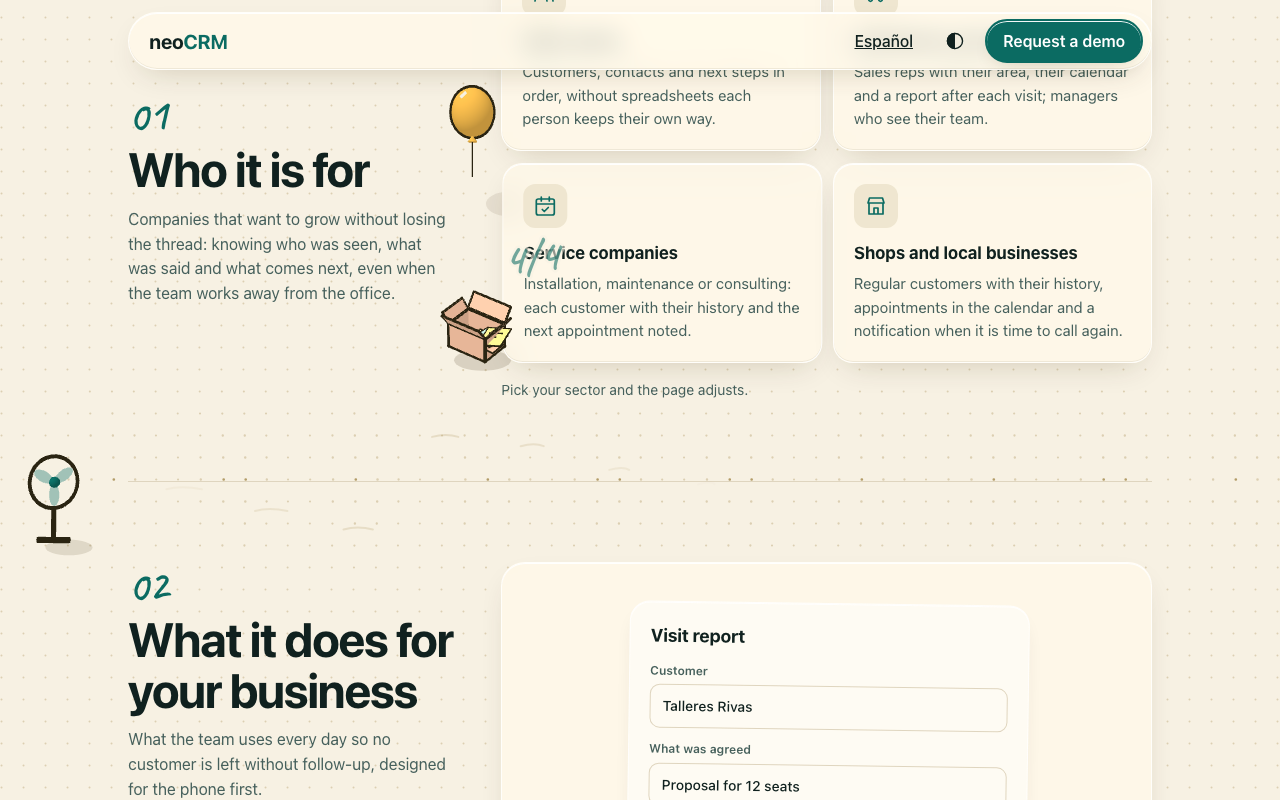 neoCRM
Español
Request a demo
Customers, contacts and next steps in
order, without spreadsheets each
person keeps their own way.
Sales reps with their area, their calendar
and a report after each visit; managers
who see their team.
01
Who it is for
Companies that want to grow without losing
the thread: knowing who was seen, what
was said and what comes next, even when
the team works away from the office.
4/4
Service companies
Installation, maintenance or consulting:
each customer with their history and the
next appointment noted.
Shops and local businesses
Regular customers with their history,
appointments in the calendar and a
notification when it is time to call again.
Pick your sector and the page adjusts.
02
What it does for
your business
What the team uses every day so no
customer is left without follow-up, designed
for the phone first.
Visit report
Customer
Talleres Rivas
What was agreed
Proposal for 12 seats